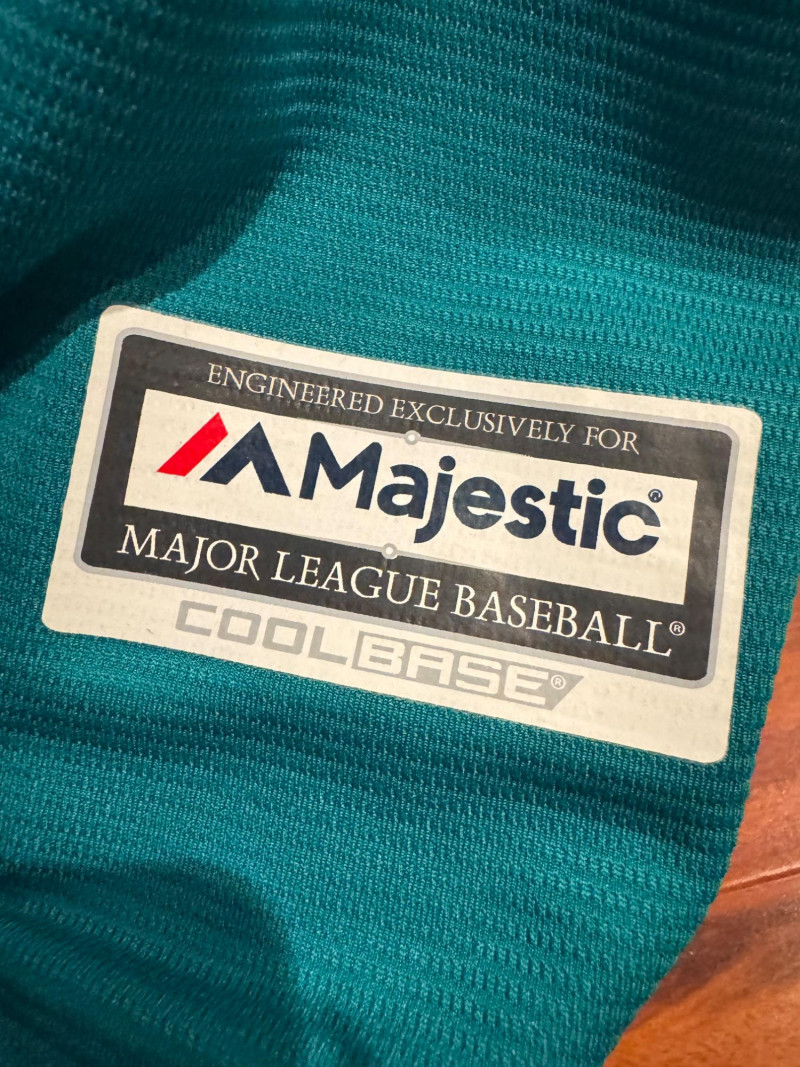 ENGINEERED EXCLUSIVELY FOR
Majestic®
MAJOR LEAGUE BASEBALL®
COOLBASE®